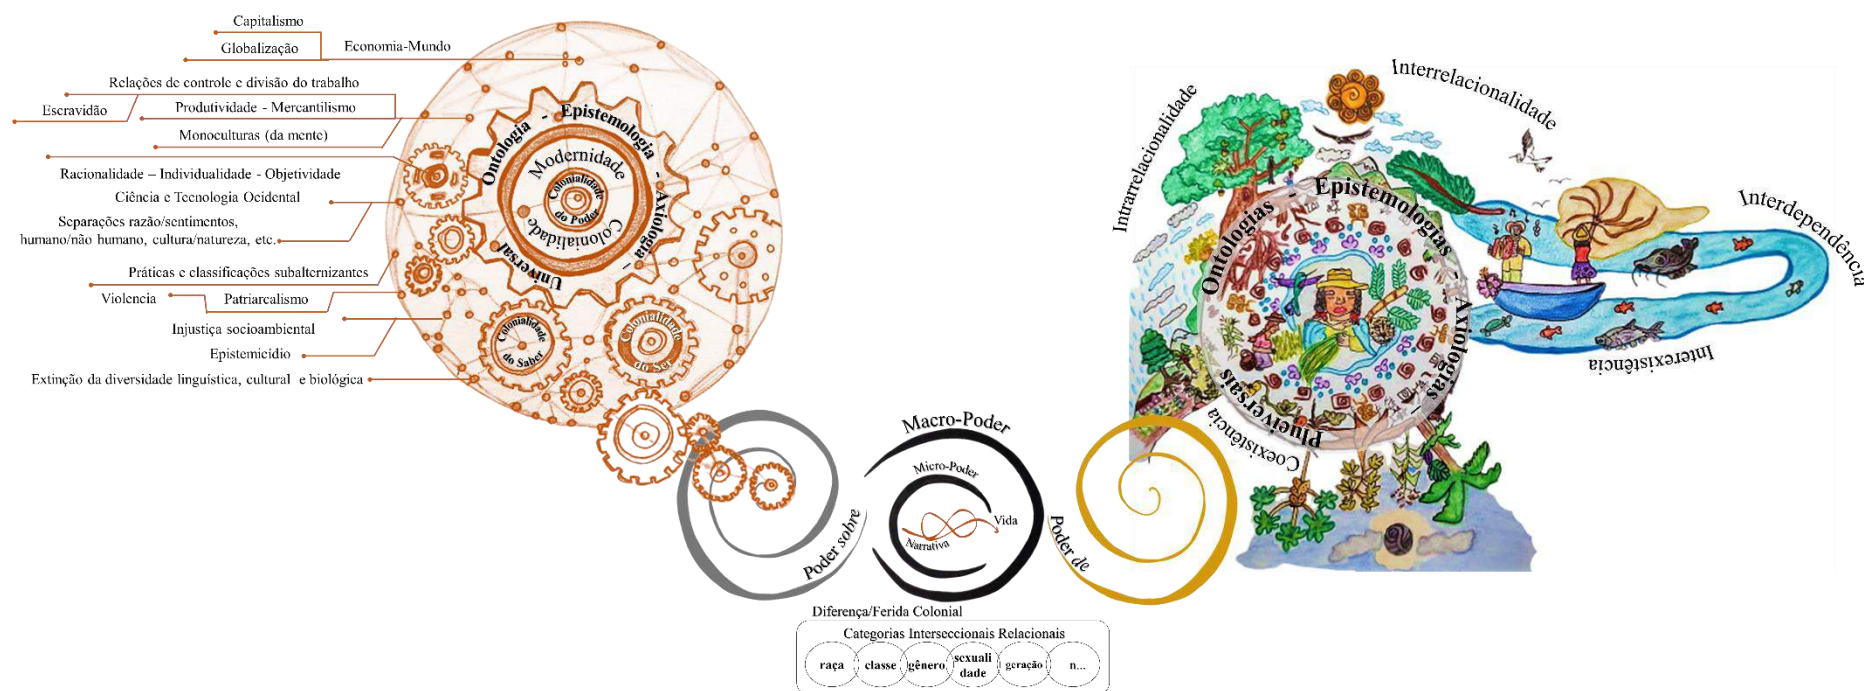 Capitalismo
Globalização
Economia-Mundo
Relações de controle e divisão do trabalho
Escravidão
Produtividade - Mercantilismo
Monoculturas (da mente)
Racionalidade – Individualidade - Objetividade
Ciência e Tecnologia Ocidental
Separações razão/sentimentos,
humano/não humano, cultura/natureza, etc.
Práticas e classificações subalternizantes
Violencia
Patriarcalismo
Injustiça socioambiental
Epistemicídio
Extinção da diversidade linguística, cultural e biológica
Ontologia - Epistemologia - Axiologia –
Universal
Modernidade
Colonialidade
Colonialidade
do Poder
Colonialidade
do Saber
Colonialidade
do Ser
Poder sobre
Macro-Poder
Micro-Poder
Narrativa
Vida
Poder de
Intrarrelacionalidade
Interrelacionalidade
Interdependência
Interexistência
Coexistência
Ontologias - Epistemologias - Axiologias –
Pluriversais
Diferença/Ferida Colonial
Categorias Interseccionais Relacionais
raça
classe
gênero
sexuali
dade
geração
n...